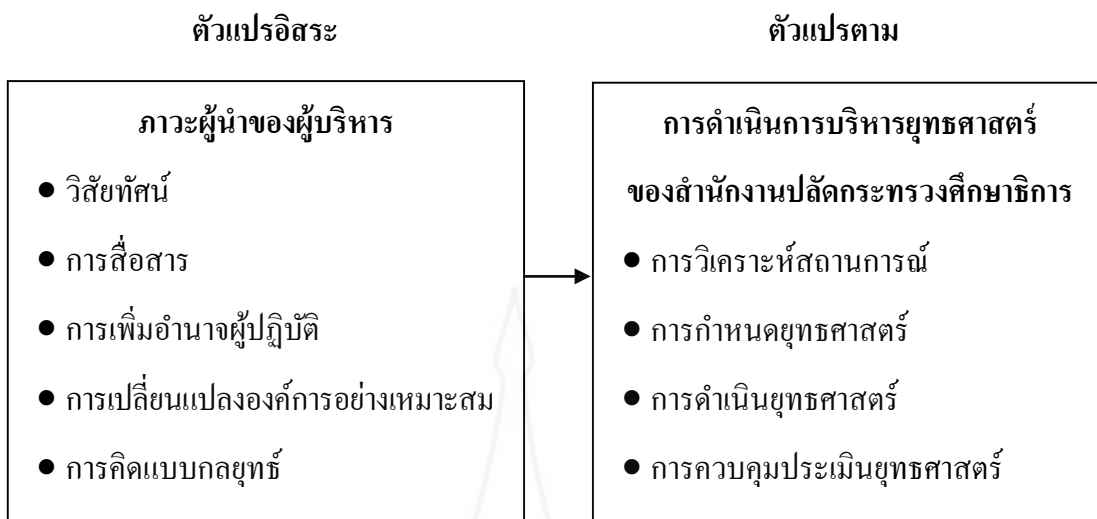 ตัวแปรอิสระ
ตัวแปรตาม
ภาวะผู้นำของผู้บริหาร
● วิสัยทัศน์
● การสื่อสาร
● การเพิ่มอำนาจผู้ปฏิบัติ
● การเปลี่ยนแปลงองค์การอย่างเหมาะสม
● การคิดแบบกลยุทธ์
การดำเนินการบริหารยุทธศาสตร์
ของสำนักงานปลัดกระทรวงศึกษาธิการ
● การวิเคราะห์สถานการณ์
● การกำหนดยุทธศาสตร์
● การดำเนินยุทธศาสตร์
● การควบคุมประเมินยุทธศาสตร์